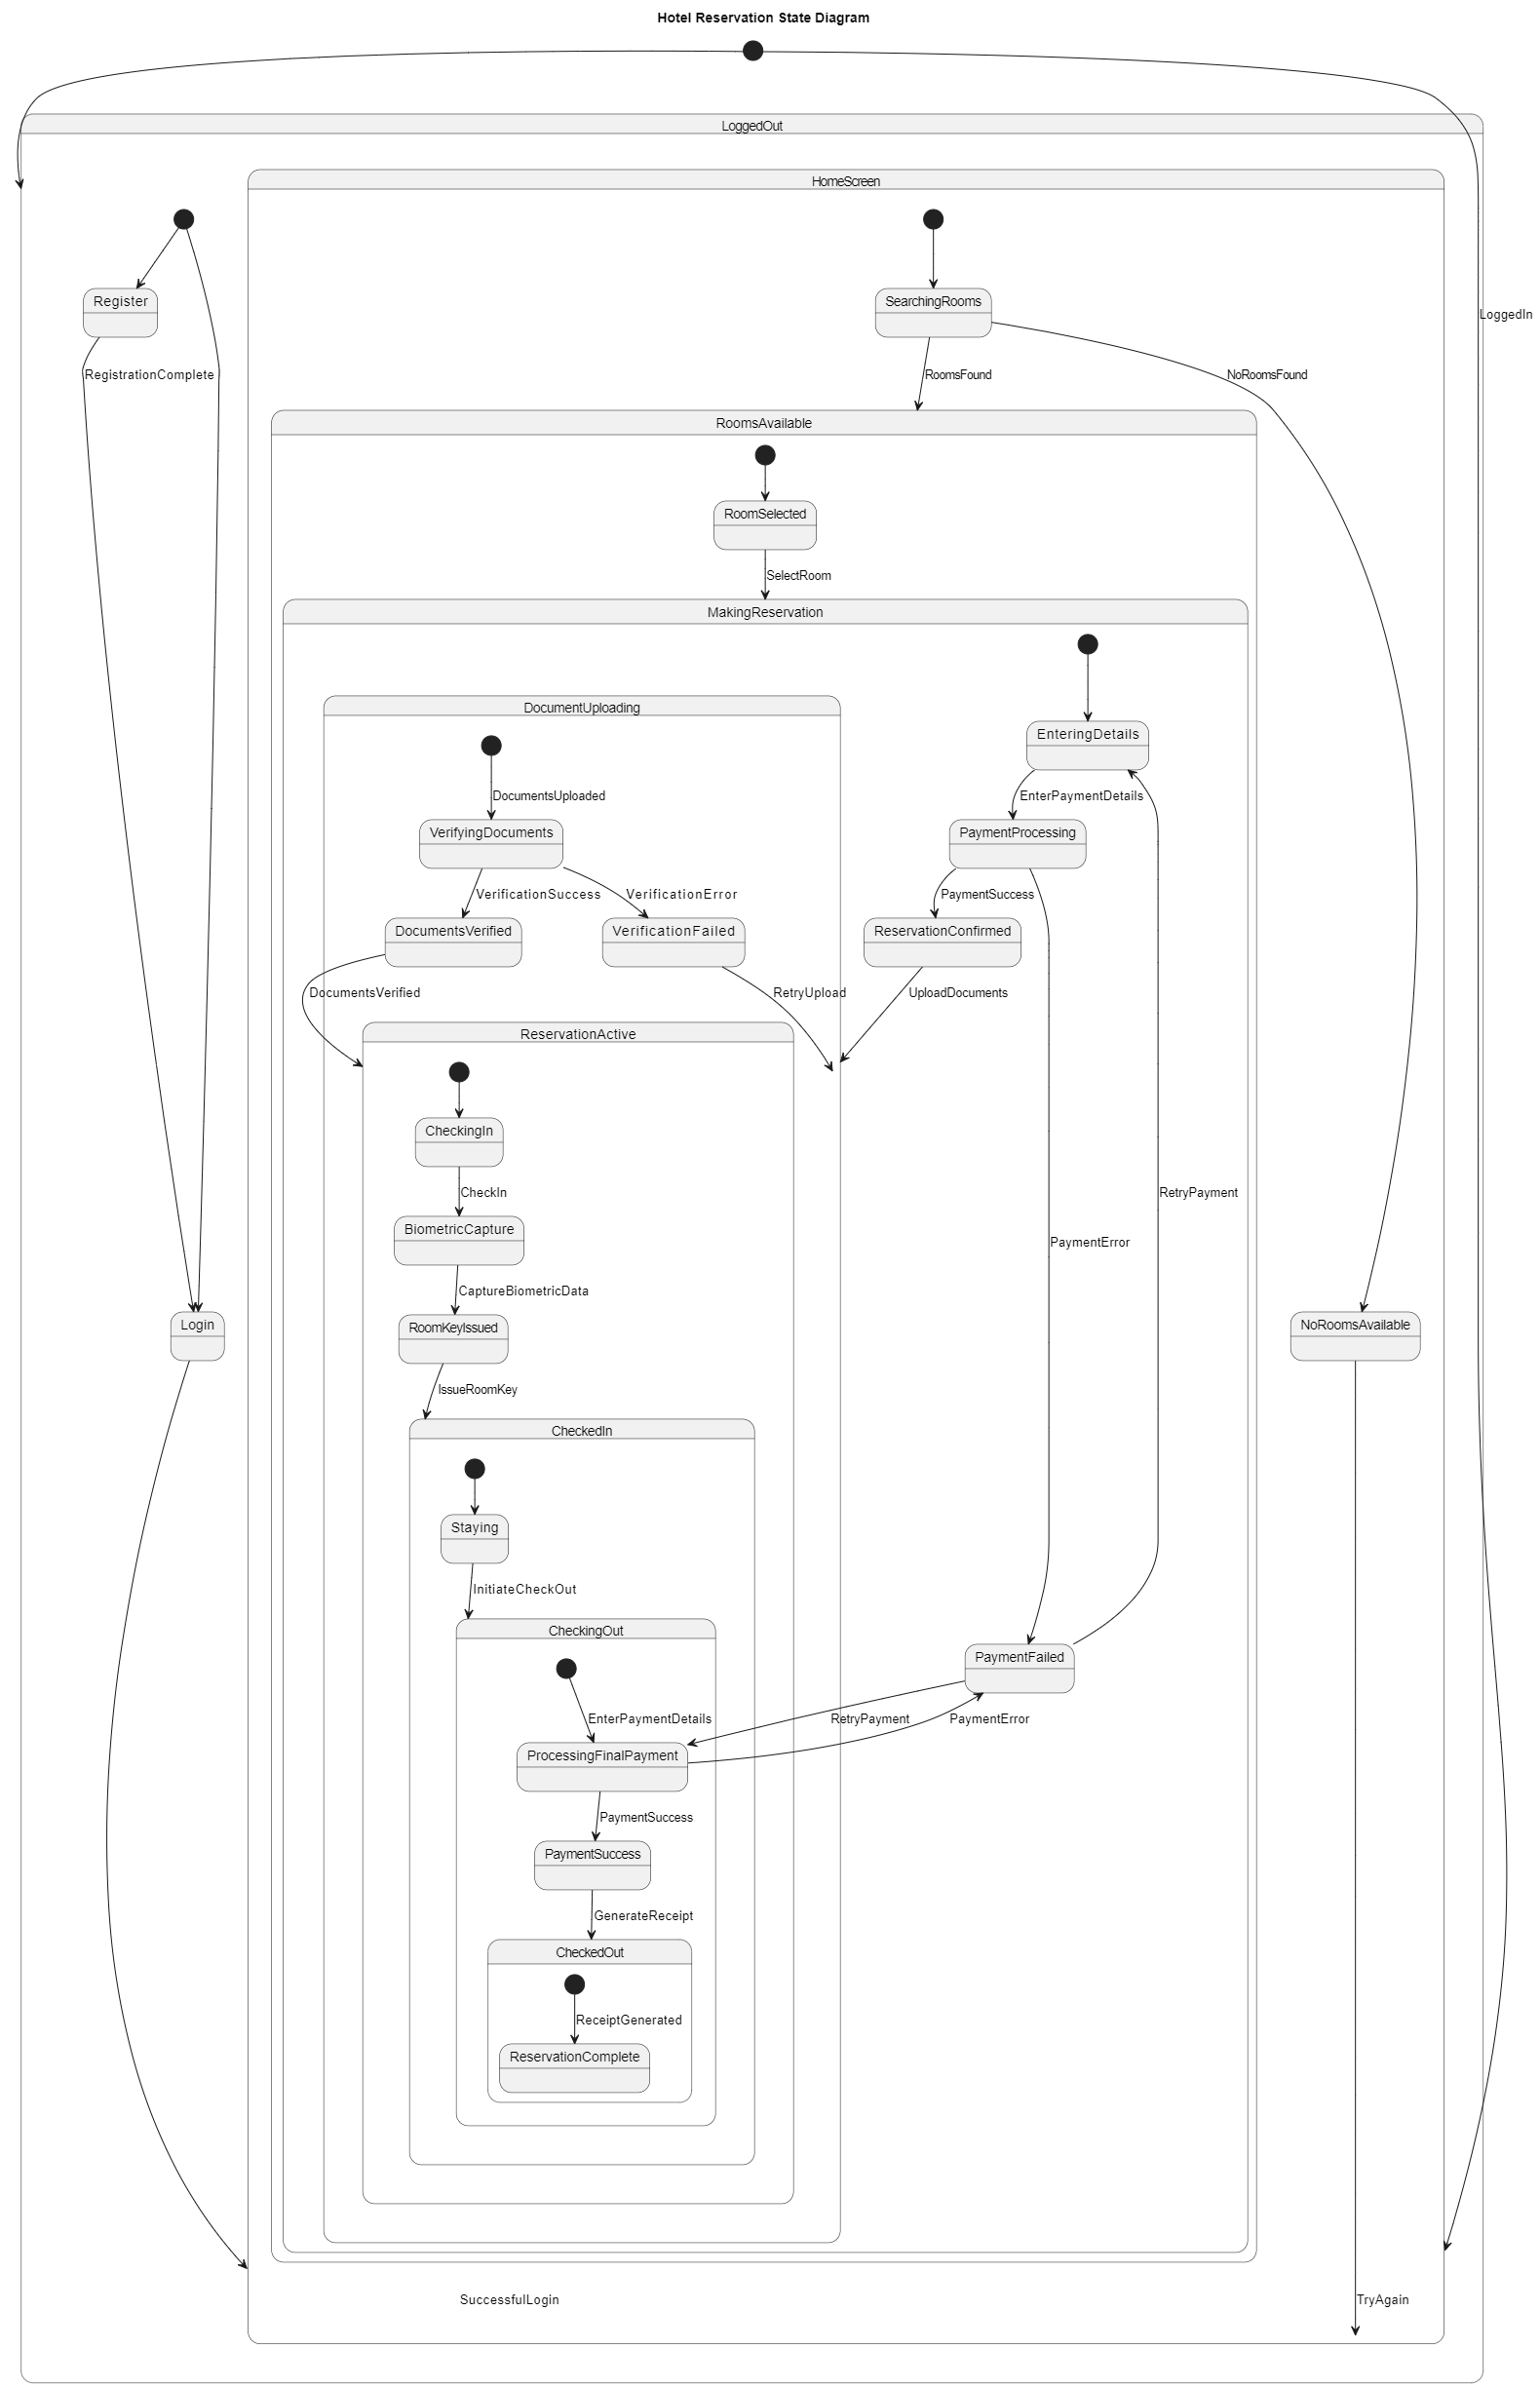 Hotel Reservation State Diagram
LoggedOut
HomeScreen
Register
SearchingRooms
LoggedIn
RegistrationComplete
RoomsFound
NoRoomsFound
RoomsAvailable
RoomSelected
SelectRoom
MakingReservation
DocumentUploading
EnteringDetails
DocumentsUploaded
EnterPaymentDetails
VerifyingDocuments
PaymentProcessing
VerificationSuccess
VerificationError
PaymentSuccess
DocumentsVerified
VerificationFailed
ReservationConfirmed
DocumentsVerified
RetryUpload
UploadDocuments
ReservationActive
CheckingIn
CheckIn
RetryPayment
BiometricCapture
PaymentError
CaptureBiometricData
Login
RoomKeyIssued
NoRoomsAvailable
IssueRoomKey
CheckedIn
Staying
InitiateCheckOut
CheckingOut
PaymentFailed
EnterPaymentDetails
RetryPayment
PaymentError
ProcessingFinalPayment
PaymentSuccess
PaymentSuccess
GenerateReceipt
CheckedOut
ReceiptGenerated
ReservationComplete
SuccessfulLogin
TryAgain